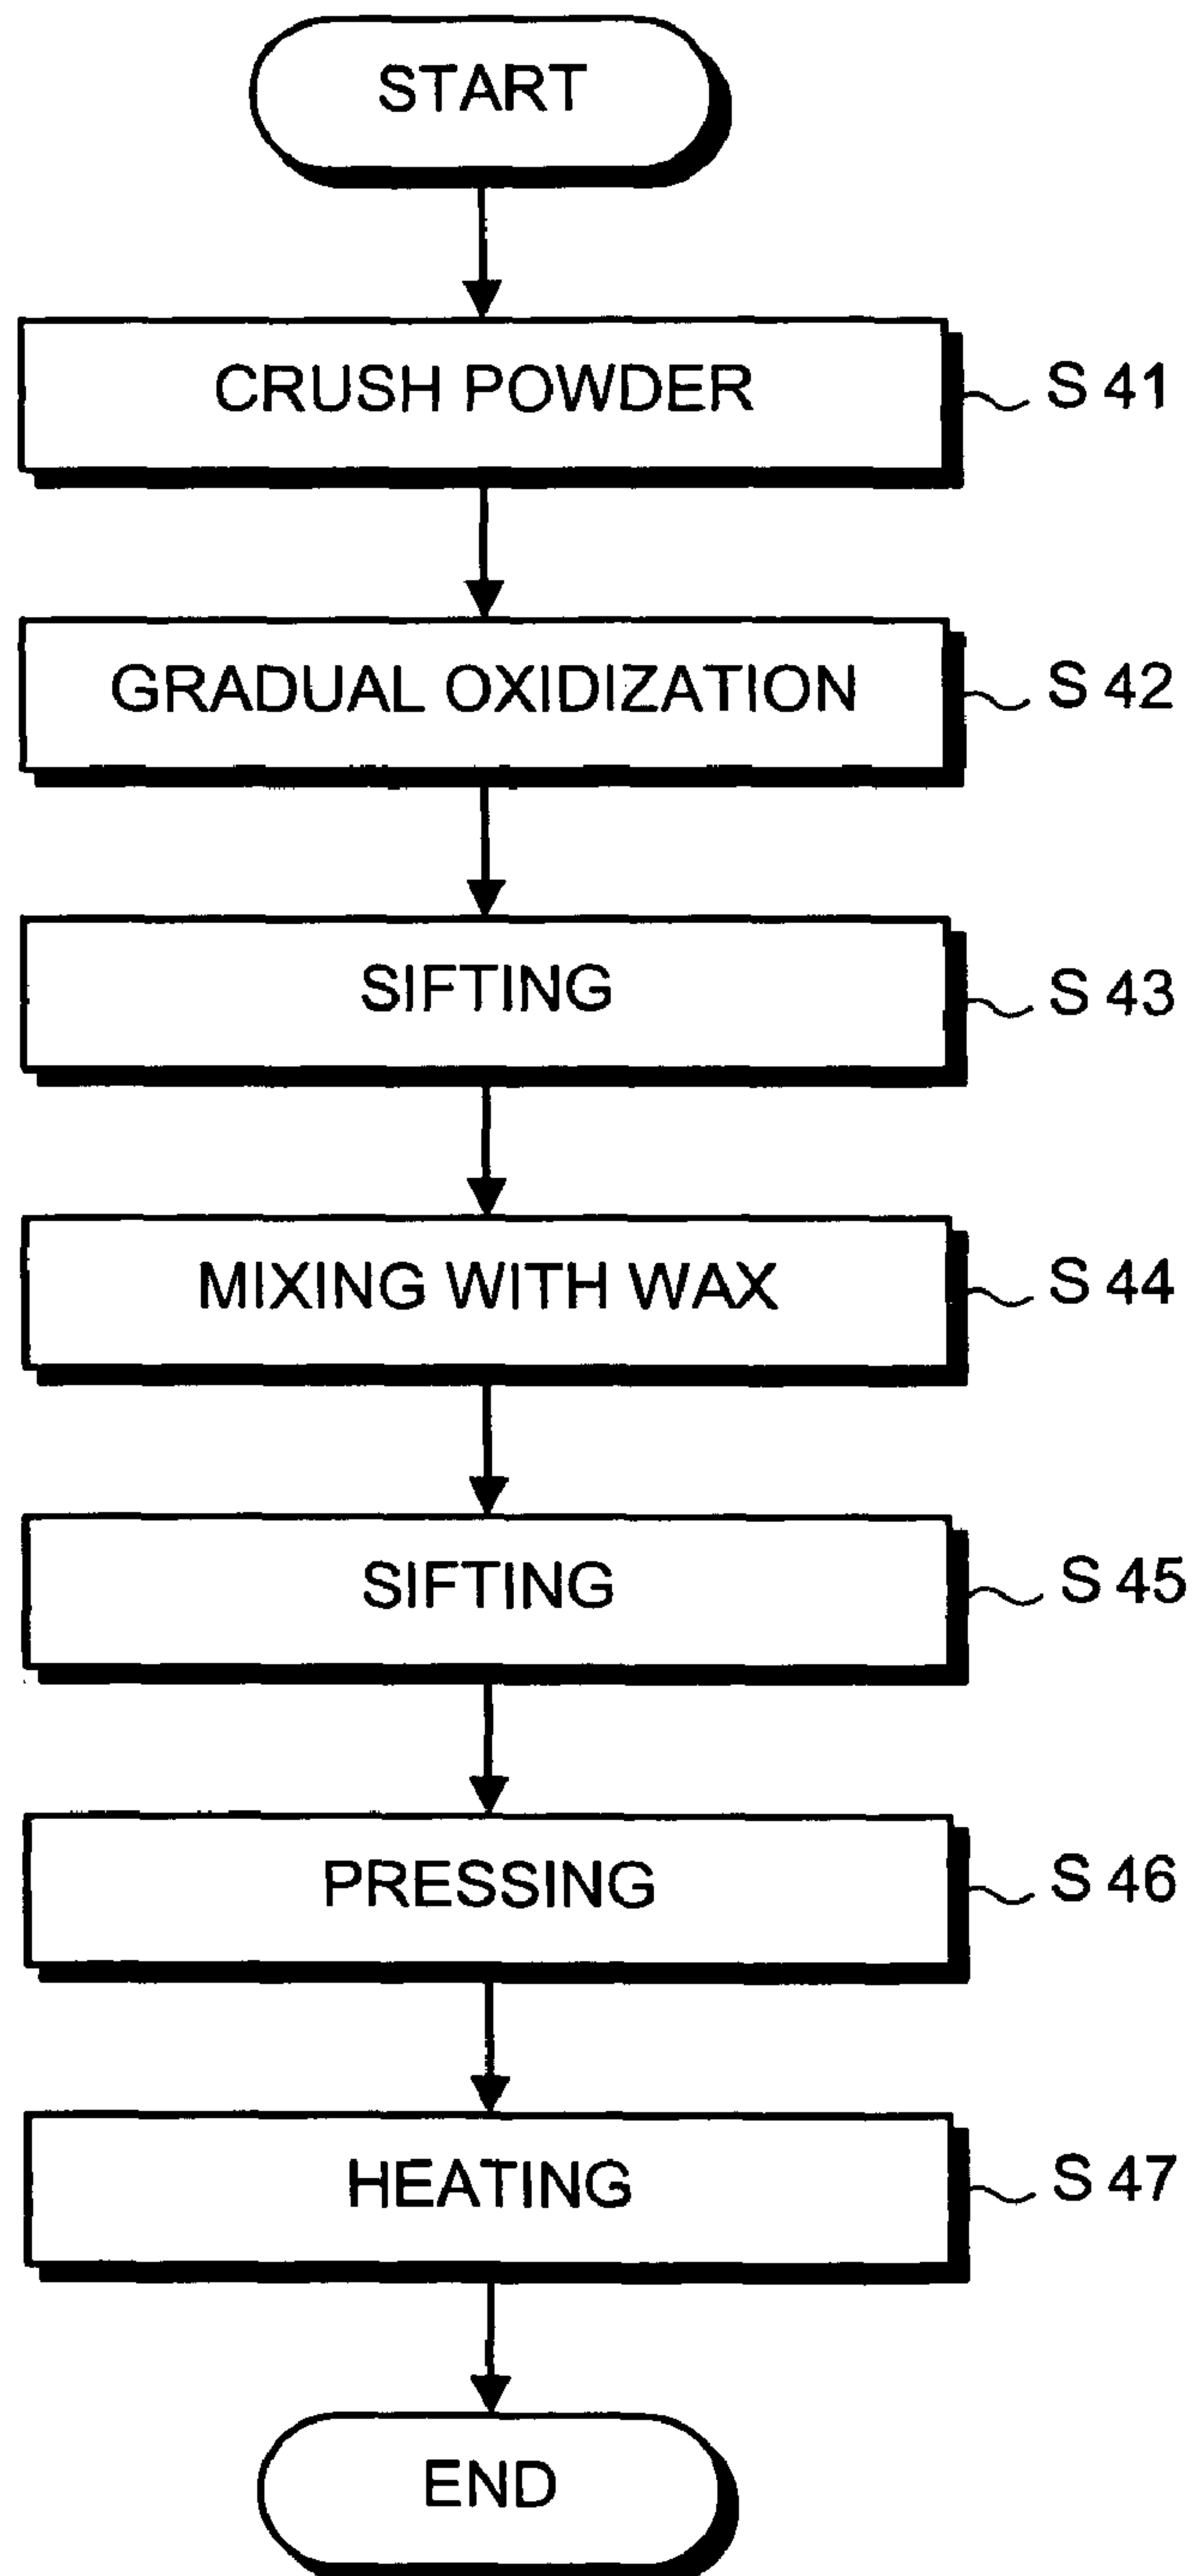 START
CRUSH POWDER
S 41
GRADUAL OXIDIZATION
S 42
SIFTING
S 43
MIXING WITH WAX
S 44
SIFTING
S 45
PRESSING
S 46
HEATING
S 47
END